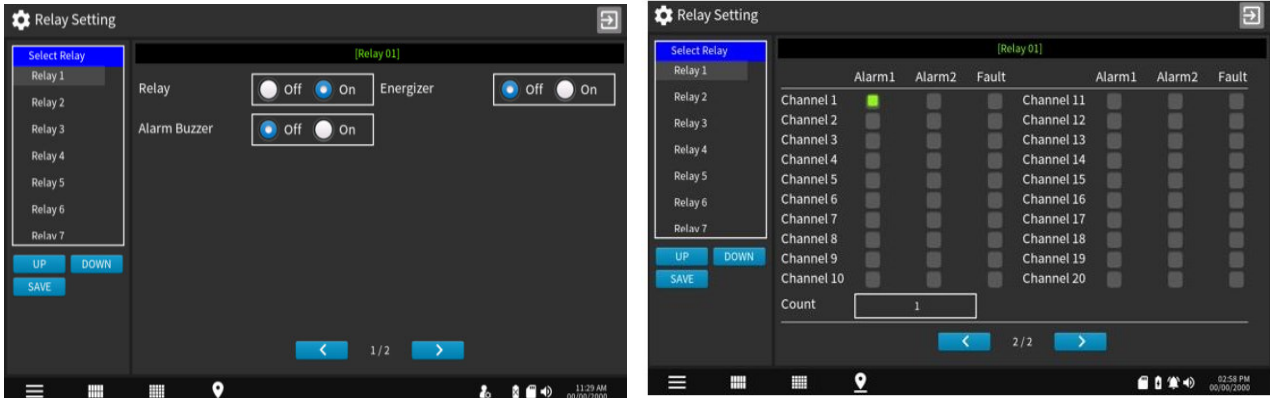 Relay Setting
Select Relay
Relay 1
Relay 2
Relay 3
Relay 4
Relay 5
Relay 6
Relay 7
UP DOWN
SAVE
[Relay 01]
Relay Off On Energizer Off On
Alarm Buzzer Off On
1/2
11:29 AM
00/00/2000
Relay Setting
Select Relay
Relay 1
Relay 2
Relay 3
Relay 4
Relay 5
Relay 6
Relay 7
UP DOWN
SAVE
[Relay 01]
Alarm1 Alarm2 Fault Alarm1 Alarm2 Fault
Channel 1 Channel 11
Channel 2 Channel 12
Channel 3 Channel 13
Channel 4 Channel 14
Channel 5 Channel 15
Channel 6 Channel 16
Channel 7 Channel 17
Channel 8 Channel 18
Channel 9 Channel 19
Channel 10 Channel 20
Count 1
2/2
02:58 PM
00/00/2000